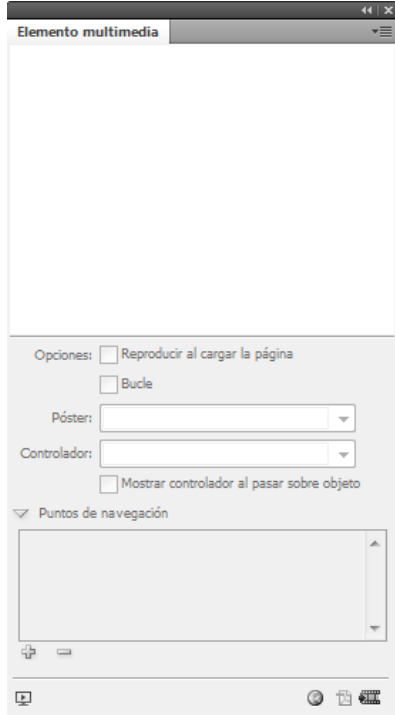 Elemento multimedia
Opciones: Reproducir al cargar la página
Bucle
Póster:
Controlador:
Mostrar controlador al pasar sobre objeto
Puntos de navegación